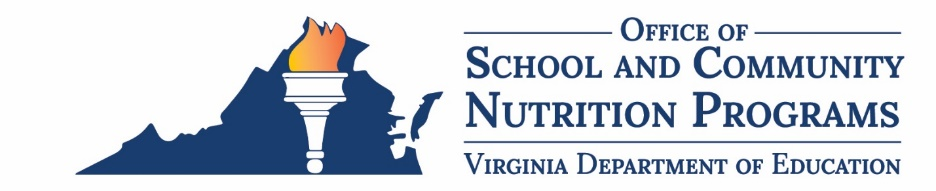 Office of
School and Community
Nutrition Programs
Virginia Department of Education